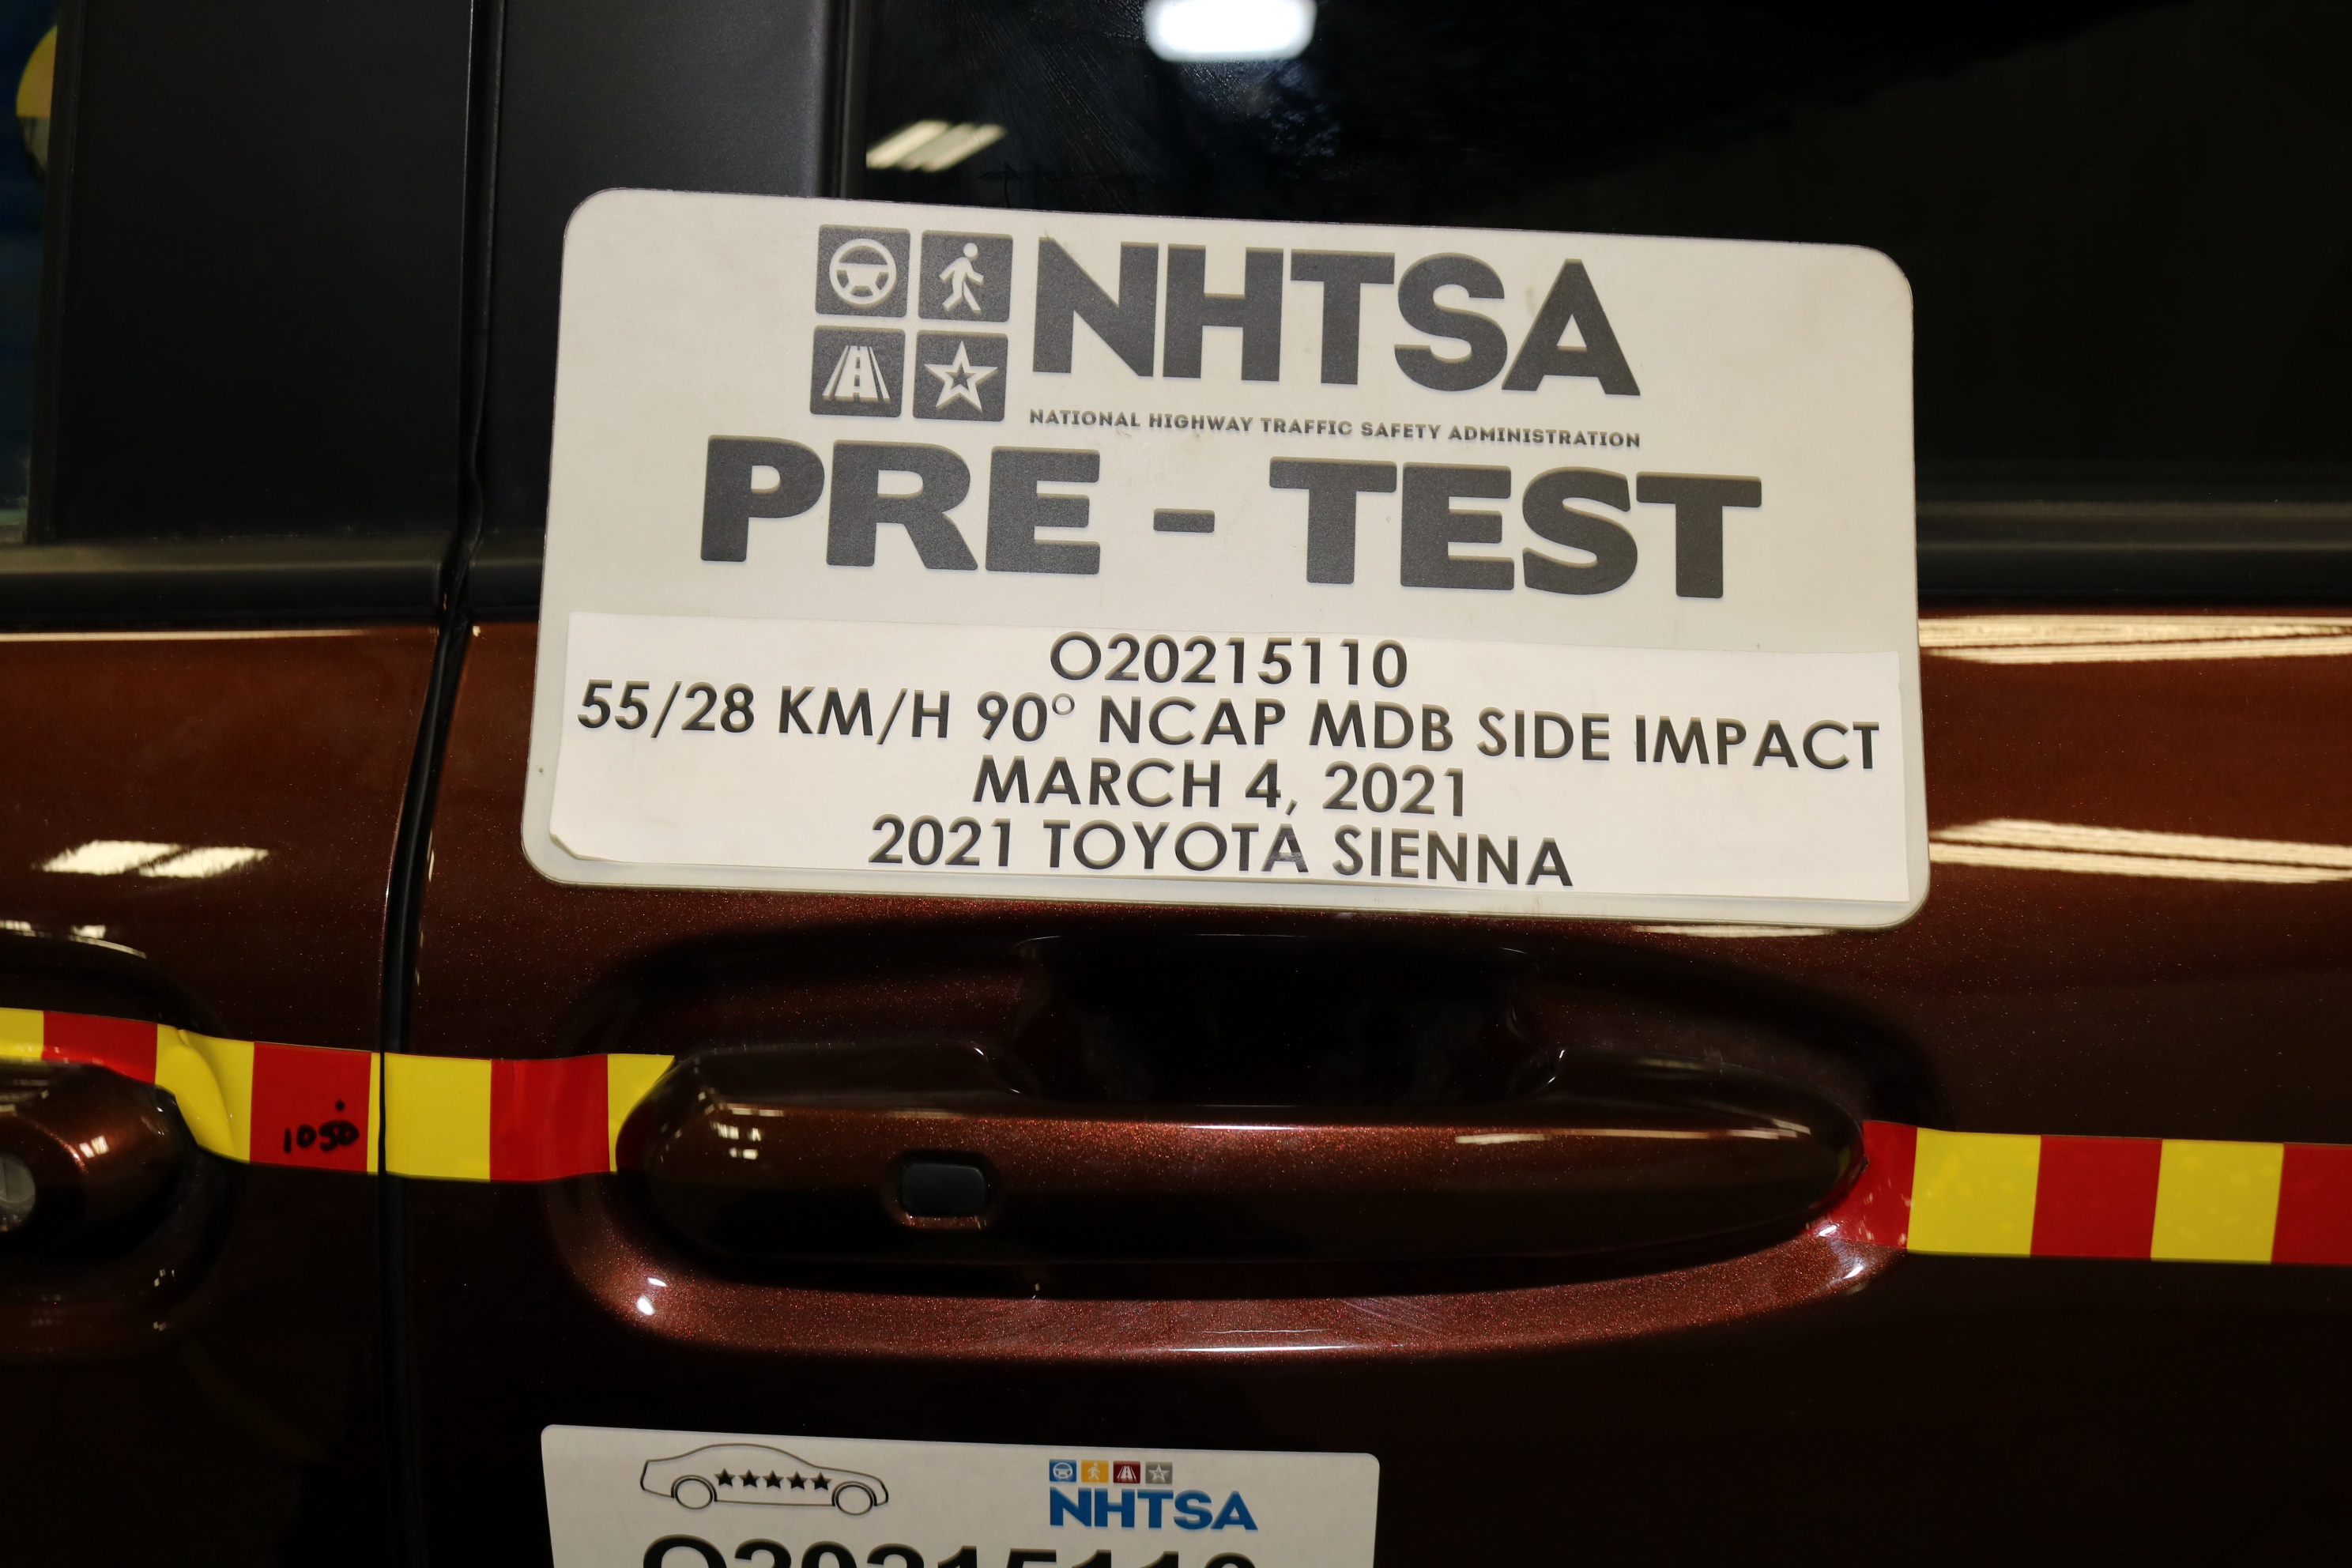 NHTSA
NATIONAL HIGHWAY TRAFFIC SAFETY ADMINISTRATION
PRE - TEST
O20215110
55/28 KM/H 90° NCAP MDB SIDE IMPACT
MARCH 4, 2021
2021 TOYOTA SIENNA
1050
NHTSA
O20215110